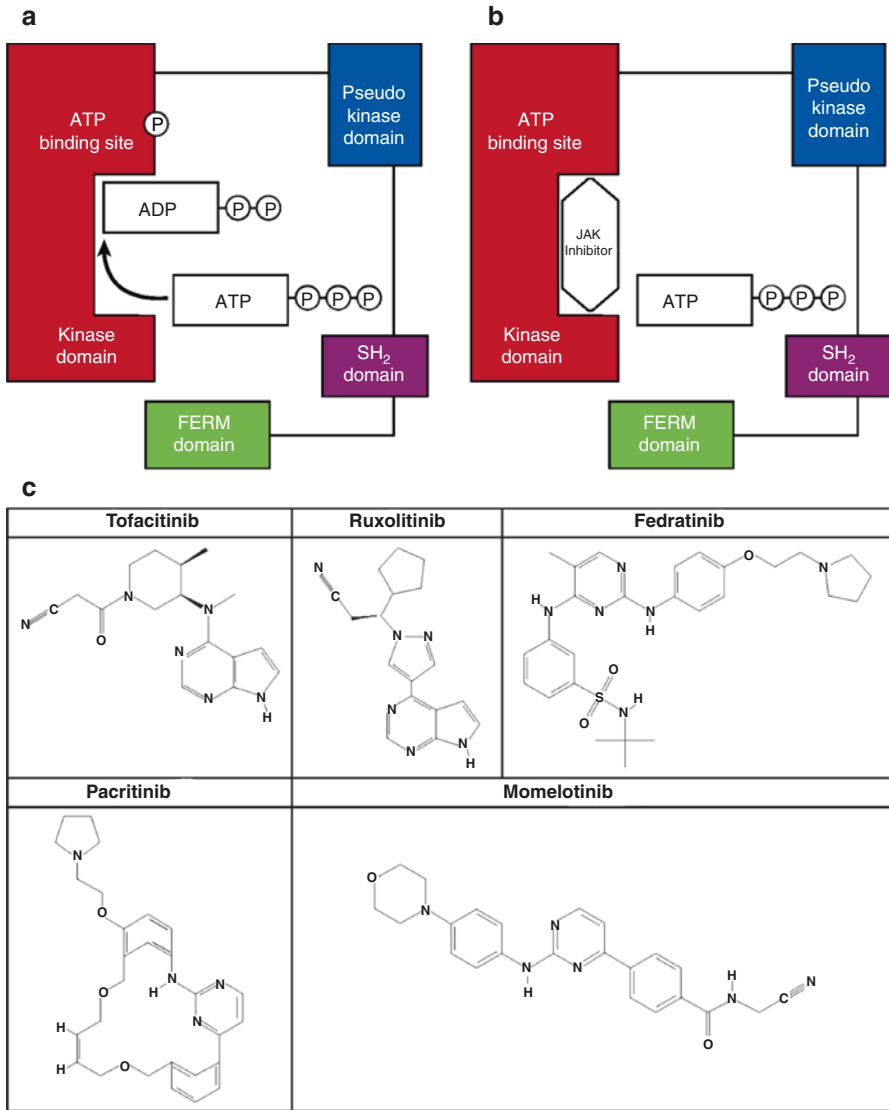 a
ATP
binding site
P
Pseudo
kinase
domain
ADP
P P
ATP
P P P
Kinase
domain
SH2
domain
FERM
domain
b
ATP
binding site
Pseudo
kinase
domain
JAK
Inhibitor
ATP
P P P
Kinase
domain
SH2
domain
FERM
domain
c
Tofacitinib
N
C
O
N
N
N
N
N
H
Ruxolitinib
N
C
N
N
N
N
N
H
Fedratinib
H
N
N
N
N
H
O
N
O
S
O
N
H
Pacritinib
N
O
O
H
H
O
H
N
N
N
Momelotinib
O
N
N
H
N
N
O
H
N
C
N